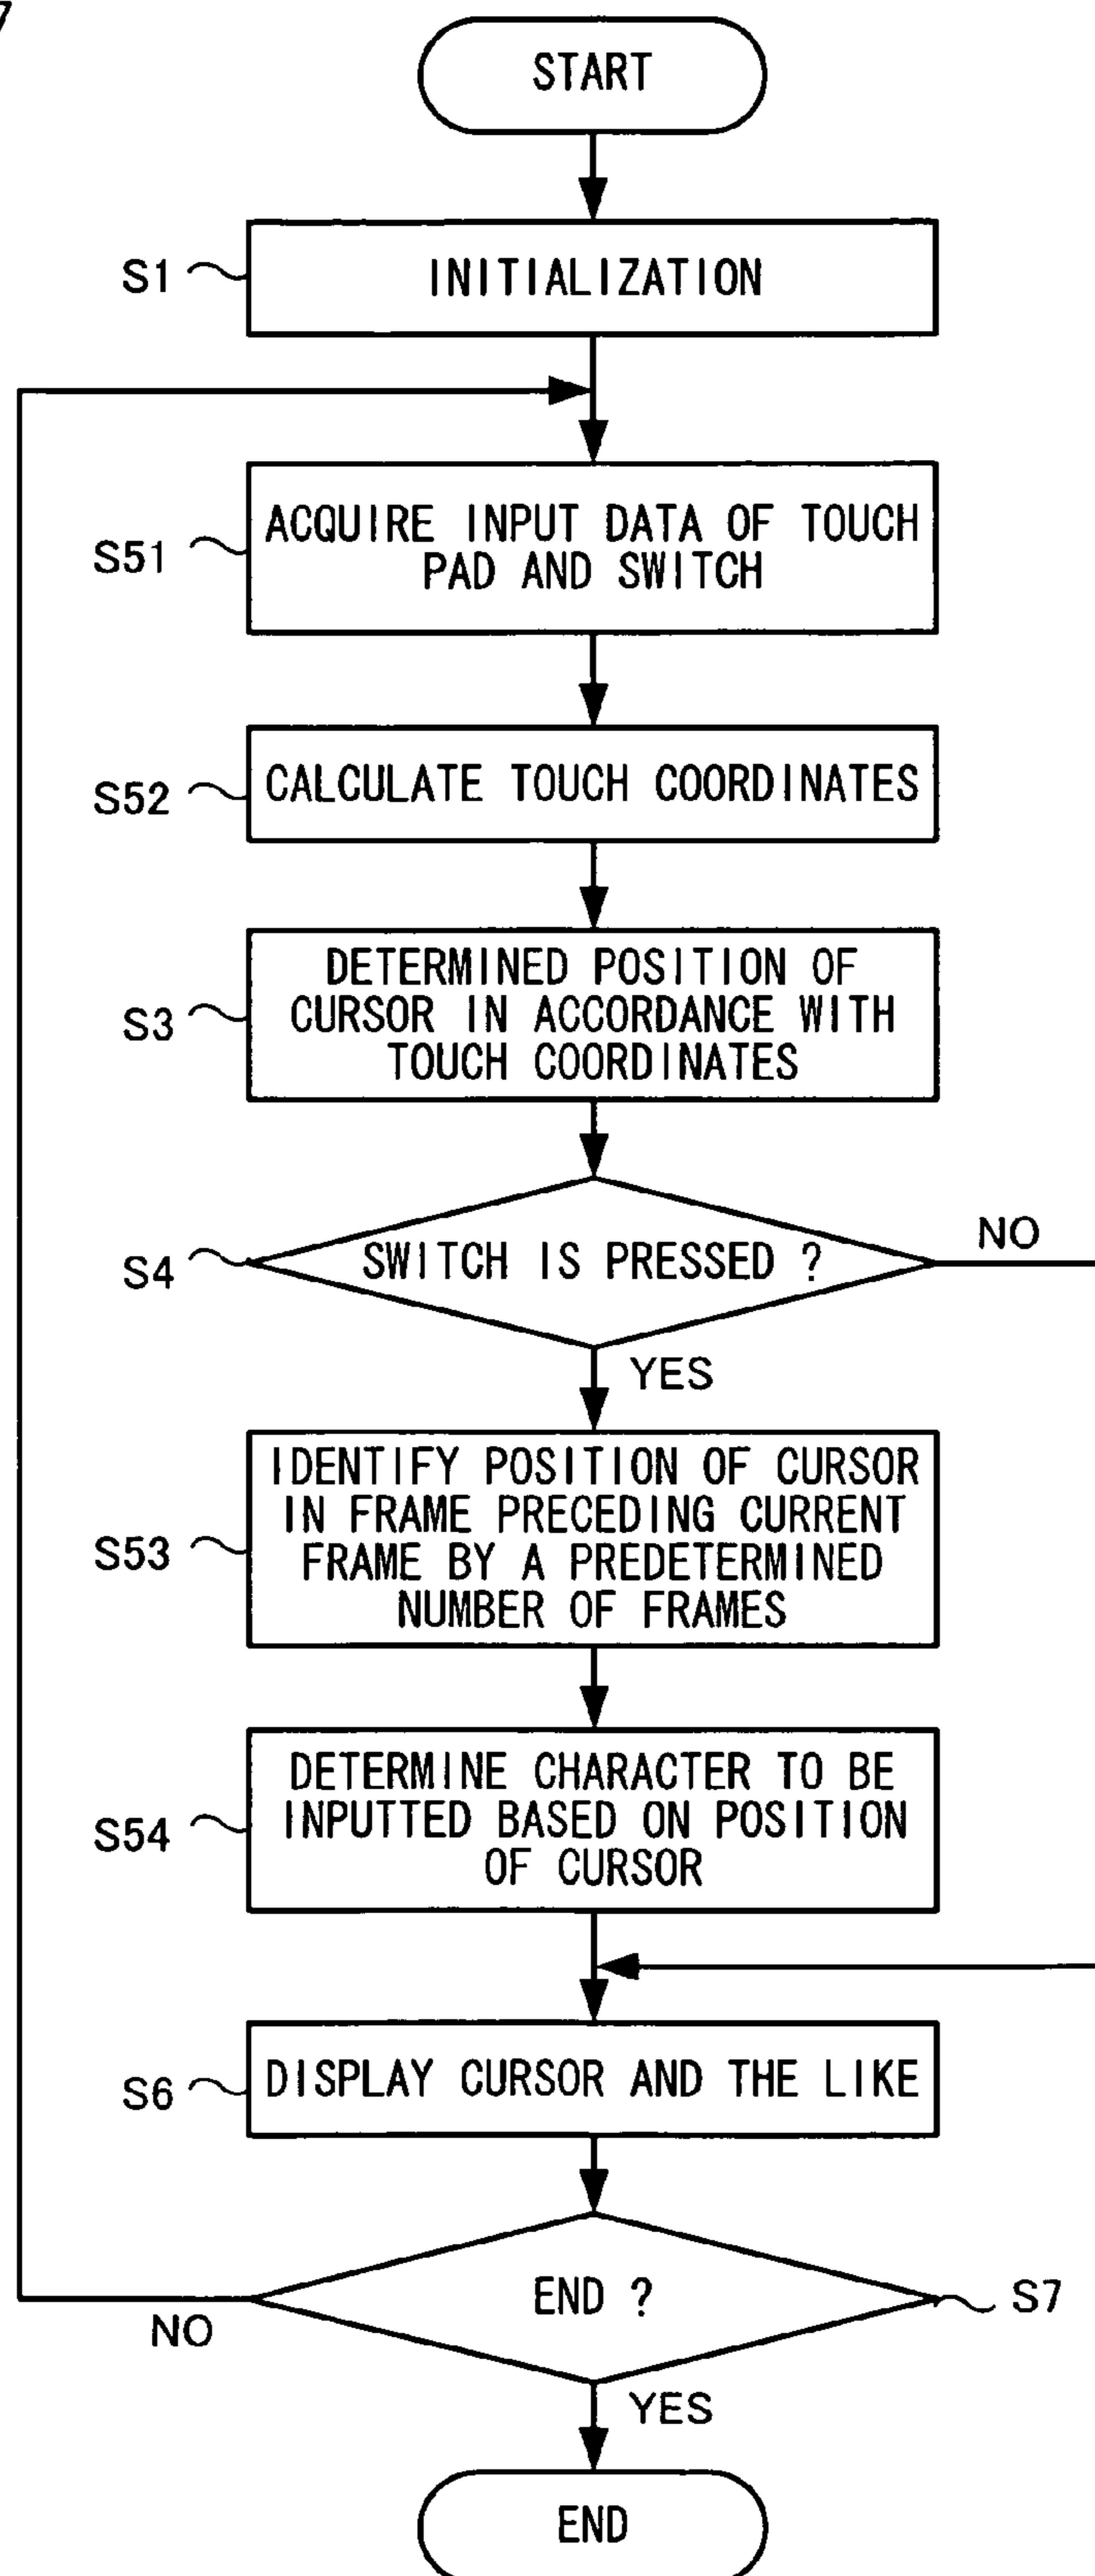 7
START
S1
INITIALIZATION
S51
ACQUIRE INPUT DATA OF TOUCH
PAD AND SWITCH
S52
CALCULATE TOUCH COORDINATES
S3
DETERMINED POSITION OF
CURSOR IN ACCORDANCE WITH
TOUCH COORDINATES
S4
SWITCH IS PRESSED ?
NO
YES
S53
IDENTIFY POSITION OF CURSOR
IN FRAME PRECEDING CURRENT
FRAME BY A PREDETERMINED
NUMBER OF FRAMES
S54
DETERMINE CHARACTER TO BE
INPUTTED BASED ON POSITION
OF CURSOR
S6
DISPLAY CURSOR AND THE LIKE
END ?
S7
NO
YES
END